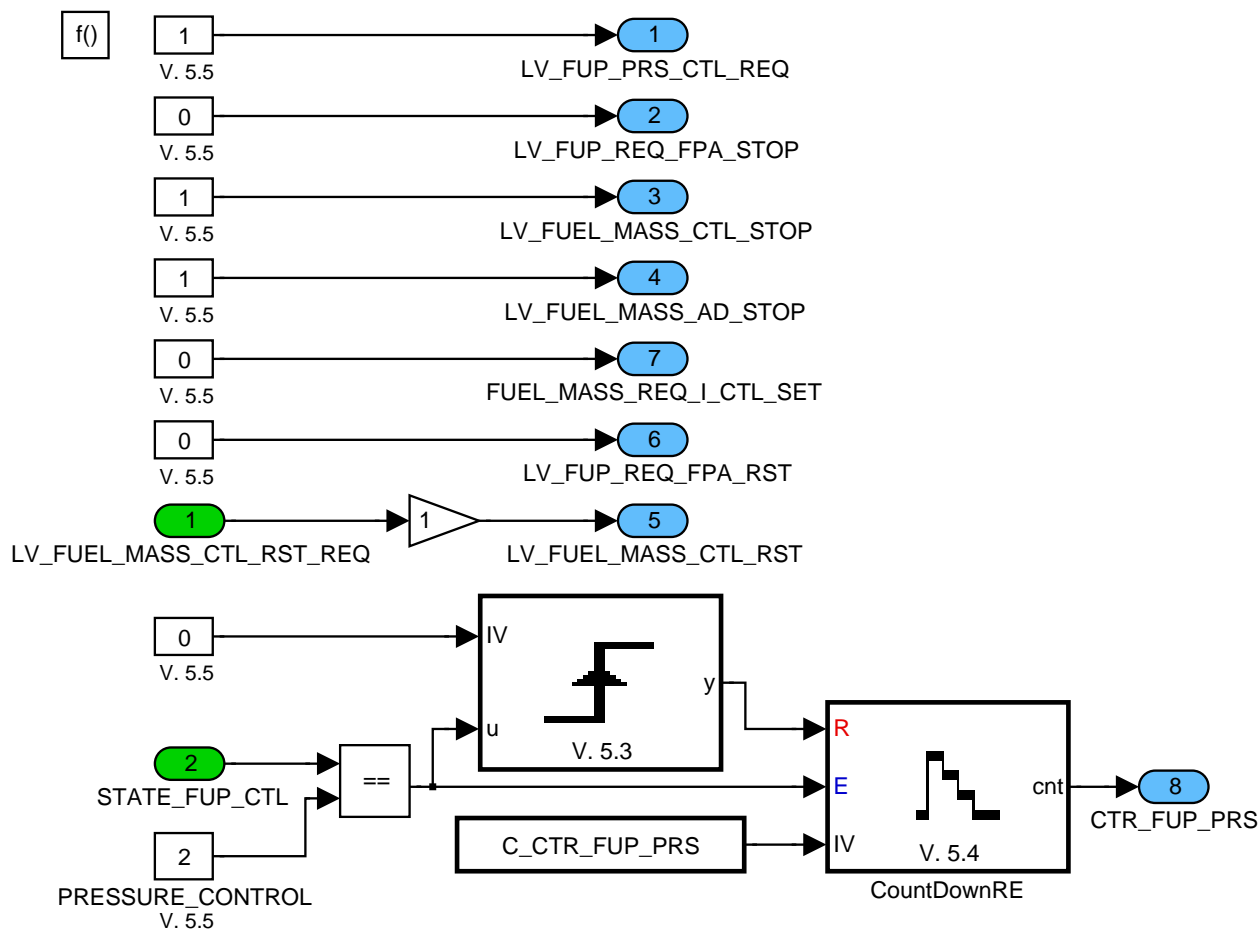 f()
1
V. 5.5
1
LV_FUP_PRS_CTL_REQ
0
V. 5.5
2
LV_FUP_REQ_FPA_STOP
1
V. 5.5
3
LV_FUEL_MASS_CTL_STOP
1
V. 5.5
4
LV_FUEL_MASS_AD_STOP
0
V. 5.5
7
FUEL_MASS_REQ_I_CTL_SET
0
V. 5.5
6
LV_FUP_REQ_FPA_RST
1
LV_FUEL_MASS_CTL_RST_REQ
1
5
LV_FUEL_MASS_CTL_RST
0
V. 5.5
IV
u
y
V. 5.3
2
STATE_FUP_CTL
==
2
PRESSURE_CONTROL
V. 5.5
C_CTR_FUP_PRS
R
E
IV
cnt
V. 5.4
CountDownRE
8
CTR_FUP_PRS